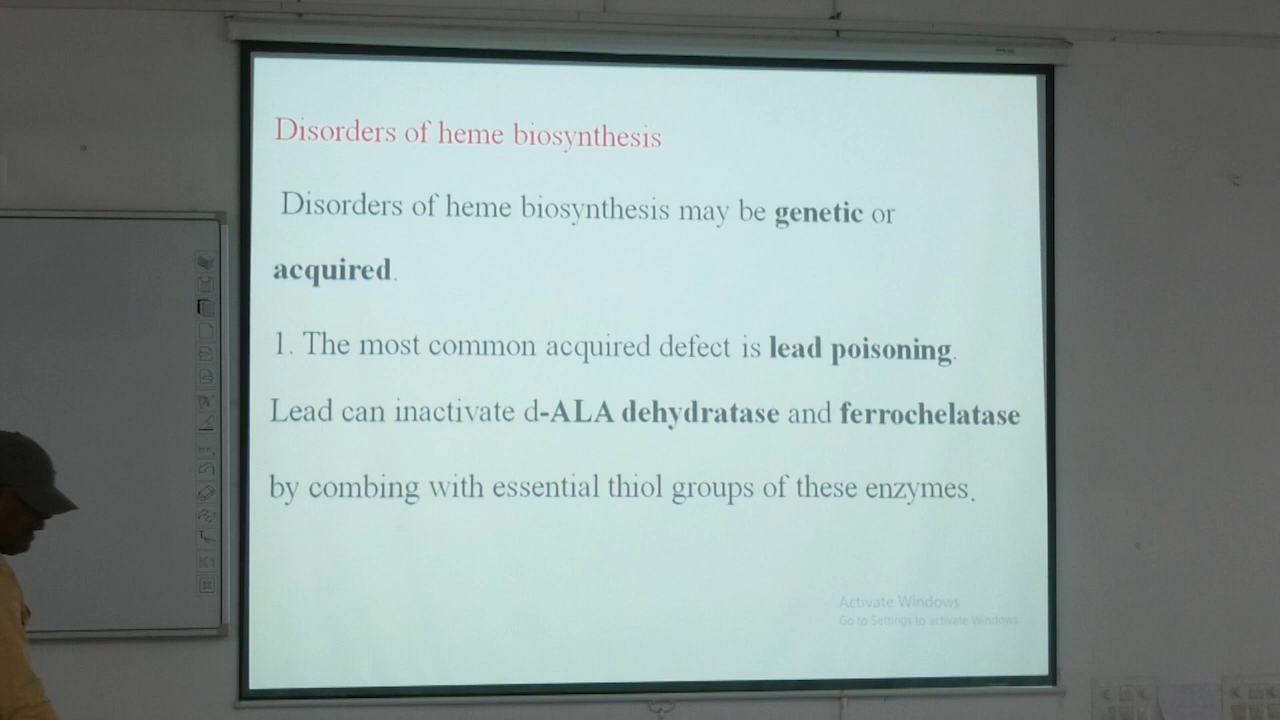 Disorders of heme biosynthesis
Disorders of heme biosynthesis may be genetic or
acquired.
1. The most common acquired defect is lead poisoning.
Lead can inactivate d-ALA dehydratase and ferrochelatase
by combing with essential thiol groups of these enzymes.
Activate Windows
Go to Settings to activate Windows.